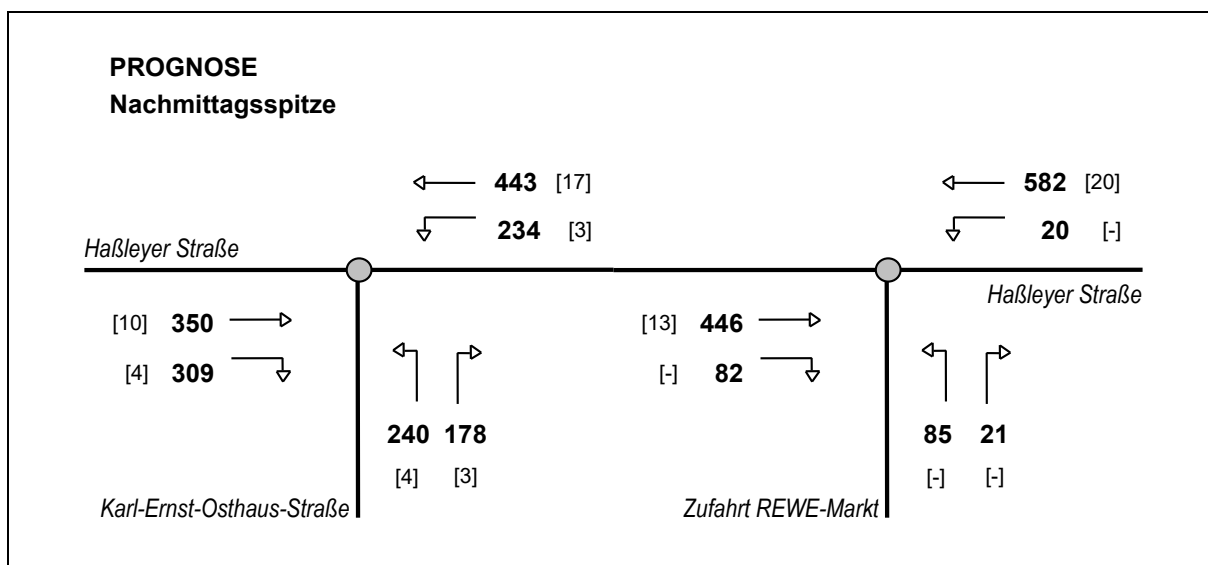 PROGNOSE
Nachmittagsspitze
443 [17]
582 [20]
234 [3]
20 [-]
Haßleyer Straße
Haßleyer Straße
[10] 350
[13] 446
[4] 309
[-] 82
240 178
85 21
[4] [3]
[-] [-]
Karl-Ernst-Osthaus-Straße
Zufahrt REWE-Markt